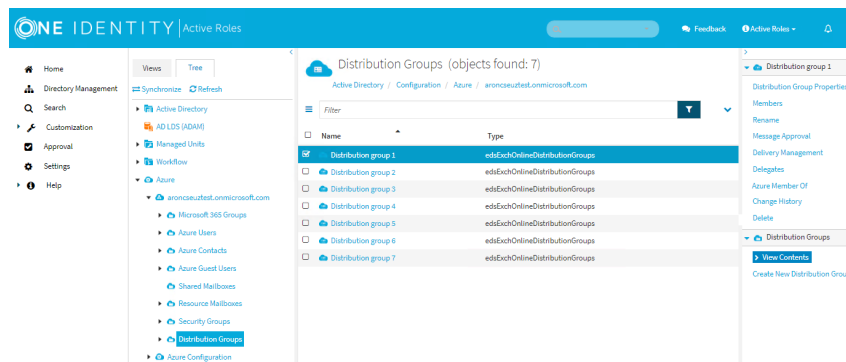 ONE IDENTITY Active Roles
Feedback
Active Roles
Home
Directory Management
Search
Customization
Approval
Settings
Help
Views Tree
Synchronize Refresh
Active Directory
AD LDS (ADAM)
Managed Units
Workflow
Azure
aroncseuztest.onmicrosoft.com
Microsoft 365 Groups
Azure Users
Azure Contacts
Azure Guest Users
Shared Mailboxes
Resource Mailboxes
Security Groups
Distribution Groups
Azure Configuration
Distribution Groups (objects found: 7)
Active Directory / Configuration / Azure / aroncseuztest.onmicrosoft.com
Filter
Name Type
Distribution group 1 edsExchOnlineDistributionGroups
Distribution group 2 edsExchOnlineDistributionGroups
Distribution group 3 edsExchOnlineDistributionGroups
Distribution group 4 edsExchOnlineDistributionGroups
Distribution group 5 edsExchOnlineDistributionGroups
Distribution group 6 edsExchOnlineDistributionGroups
Distribution group 7 edsExchOnlineDistributionGroups
Distribution group 1
Distribution Group Properties
Members
Rename
Message Approval
Delivery Management
Delegates
Azure Member Of
Change History
Delete
Distribution Groups
View Contents
Create New Distribution Grou